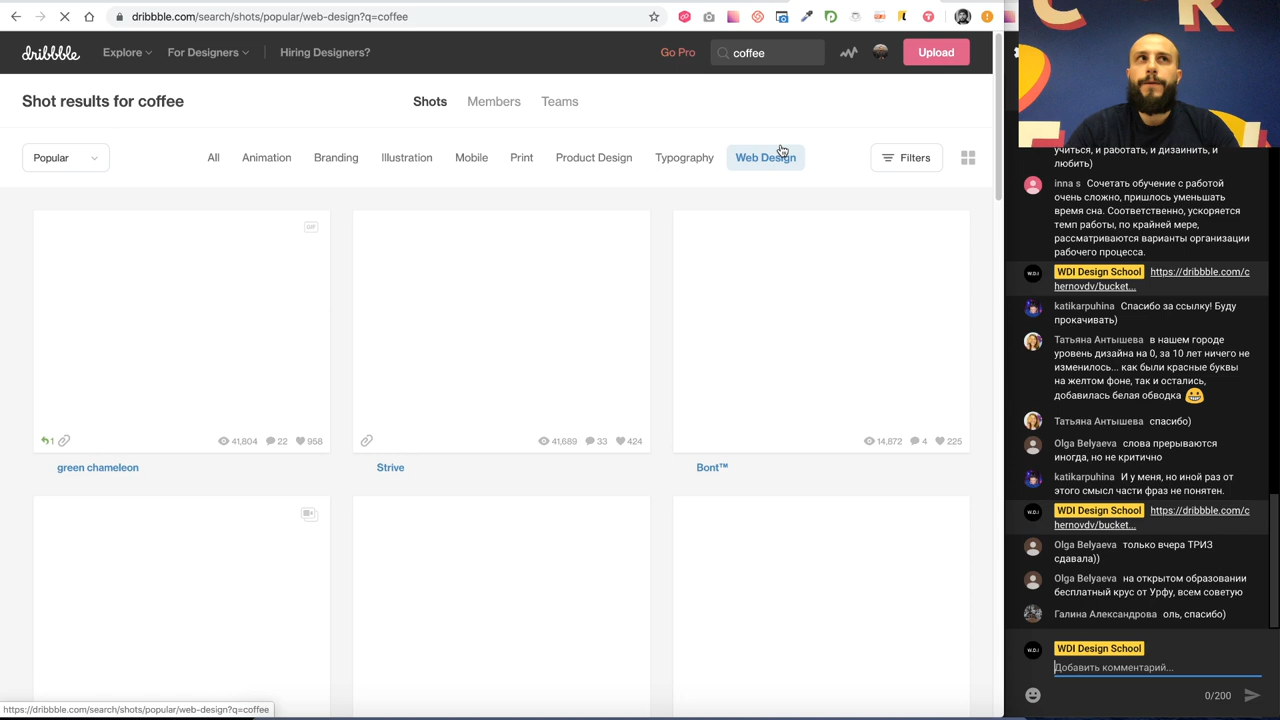 dribbble.com/search/shots/popular/web-design?q=coffee
dribbble
Explore
For Designers
Hiring Designers?
Go Pro
coffee
Upload
Shot results for coffee
Shots
Members
Teams
Popular
All
Animation
Branding
Illustration
Mobile
Print
Product Design
Typography
Web Design
Filters
GIF
1
41,804
22
958
41,689
33
424
14,872
4
225
green chameleon
Strive
Bont™
https://dribbble.com/search/shots/popular/web-design?q=coffee
учиться, и работать, и дизаинить, и
любить)
inna s Сочетать обучение с работой
очень сложно, пришлось уменьшать
время сна. Соответственно, ускоряется
темп работы, по крайней мере,
рассматриваются варианты организации
рабочего процесса.
WDI Design School https://dribbble.com/c
hernovdv/bucket...
katikarpuhina Спасибо за ссылку! Буду
прокачивать)
Татьяна Антышева в нашем городе
уровень дизайна на 0, за 10 лет ничего не
изменилось... как были красные буквы
на желтом фоне, так и остались,
добавилась белая обводка
Татьяна Антышева спасибо)
Olga Belyaeva слова прерываются
иногда, но не критично
katikarpuhina И у меня, но иной раз от
этого смысл части фраз не понятен.
WDI Design School https://dribbble.com/c
hernovdv/bucket...
Olga Belyaeva только вчера ТРИЗ
сдавала))
Olga Belyaeva на открытом образовании
бесплатный крус от Урфу, всем советую
Галина Александрова оль, спасибо)
WDI Design School
Добавить комментарий...
0/200